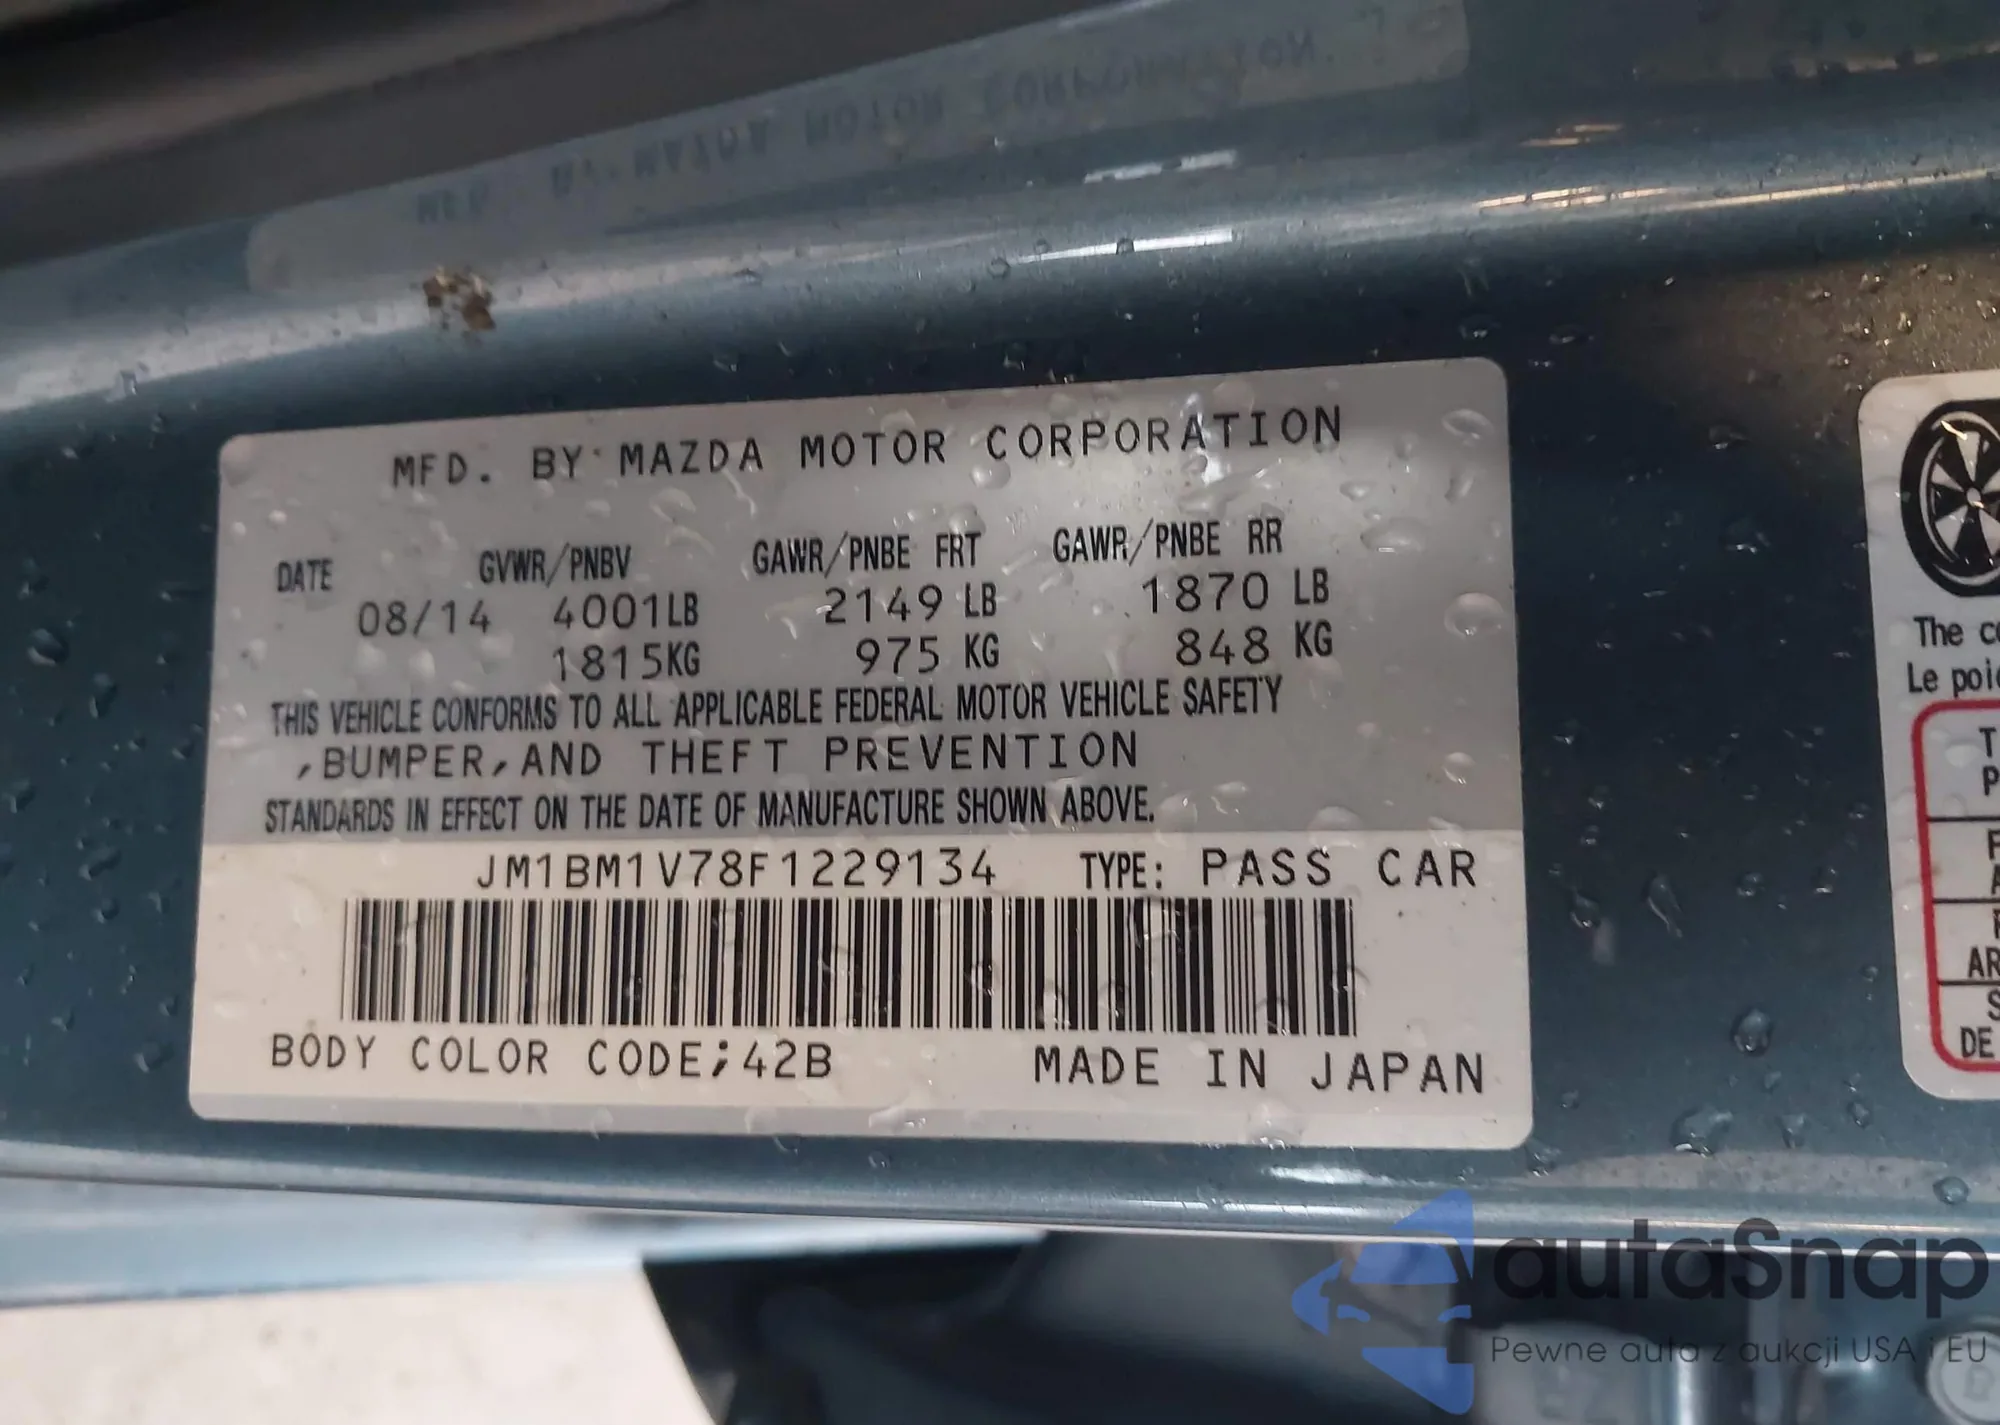 MFD. BY MAZDA MOTOR CORPORATION
DATE GVWR/PNBV GAWR/PNBE FRT GAWR/PNBE RR
08/14 4001LB 2149 LB 1870 LB
1815KG 975 KG 848 KG
THIS VEHICLE CONFORMS TO ALL APPLICABLE FEDERAL MOTOR VEHICLE SAFETY
,BUMPER,AND THEFT PREVENTION
STANDARDS IN EFFECT ON THE DATE OF MANUFACTURE SHOWN ABOVE.
JM1BM1V78F1229134 TYPE: PASS CAR
BODY COLOR CODE;42B MADE IN JAPAN
The
Le
DE
autaSnap
Pewne auta z aukcji USA i EU